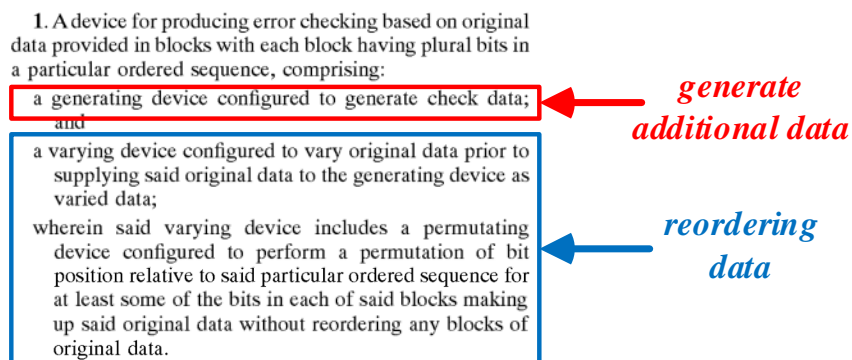 1. A device for producing error checking based on original
data provided in blocks with each block having plural bits in
a particular ordered sequence, comprising:
a generating device configured to generate check data;
and
a varying device configured to vary original data prior to
supplying said original data to the generating device as
varied data;
wherein said varying device includes a permutating
device configured to perform a permutation of bit
position relative to said particular ordered sequence for
at least some of the bits in each of said blocks making
up said original data without reordering any blocks of
original data.
generate
additional data
reordering
data